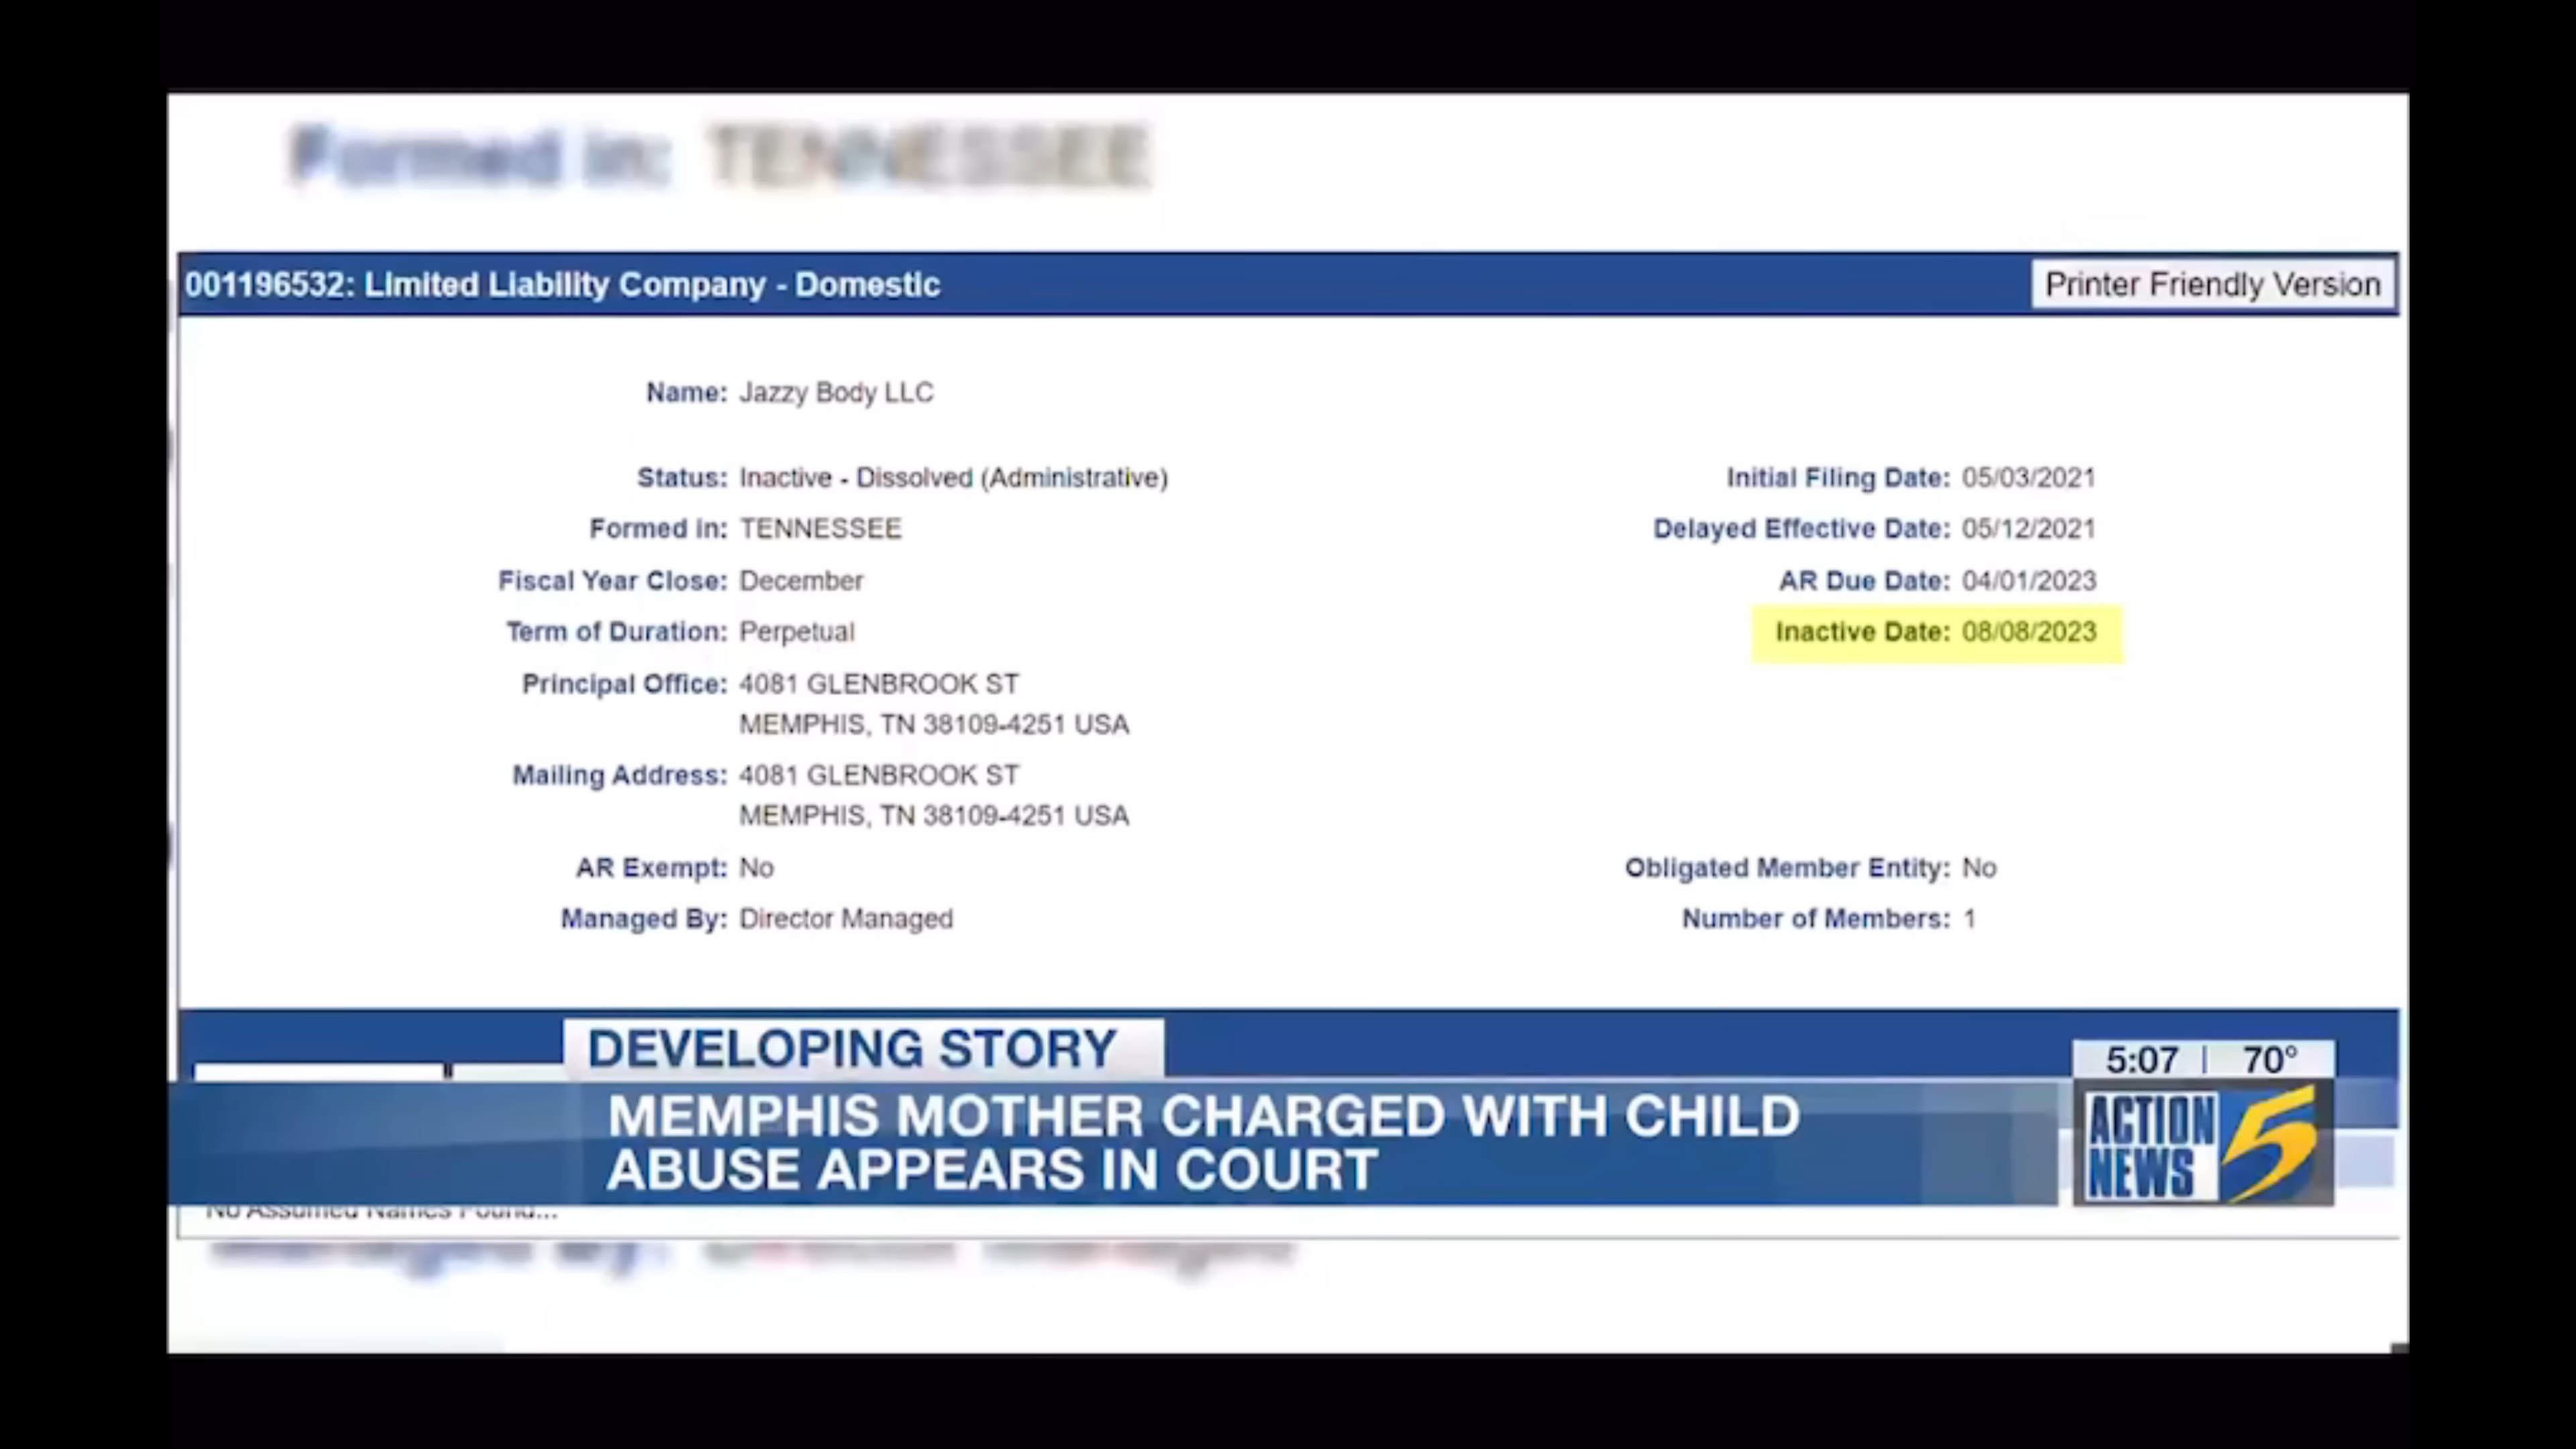 Formed in: TENNESSEE
001196532: Limited Liability Company - Domestic
Printer Friendly Version
Name: Jazzy Body LLC
Status: Inactive - Dissolved (Administrative)
Initial Filing Date: 05/03/2021
Formed in: TENNESSEE
Delayed Effective Date: 05/12/2021
Fiscal Year Close: December
AR Due Date: 04/01/2023
Term of Duration: Perpetual
Inactive Date: 08/08/2023
Principal Office: 4081 GLENBROOK ST
MEMPHIS, TN 38109-4251 USA
Mailing Address: 4081 GLENBROOK ST
MEMPHIS, TN 38109-4251 USA
AR Exempt: No
Obligated Member Entity: No
Managed By: Director Managed
Number of Members: 1
DEVELOPING STORY
5:07 | 70°
MEMPHIS MOTHER CHARGED WITH CHILD
ABUSE APPEARS IN COURT
ACTION
NEWS 5
No Assumed Names Found...